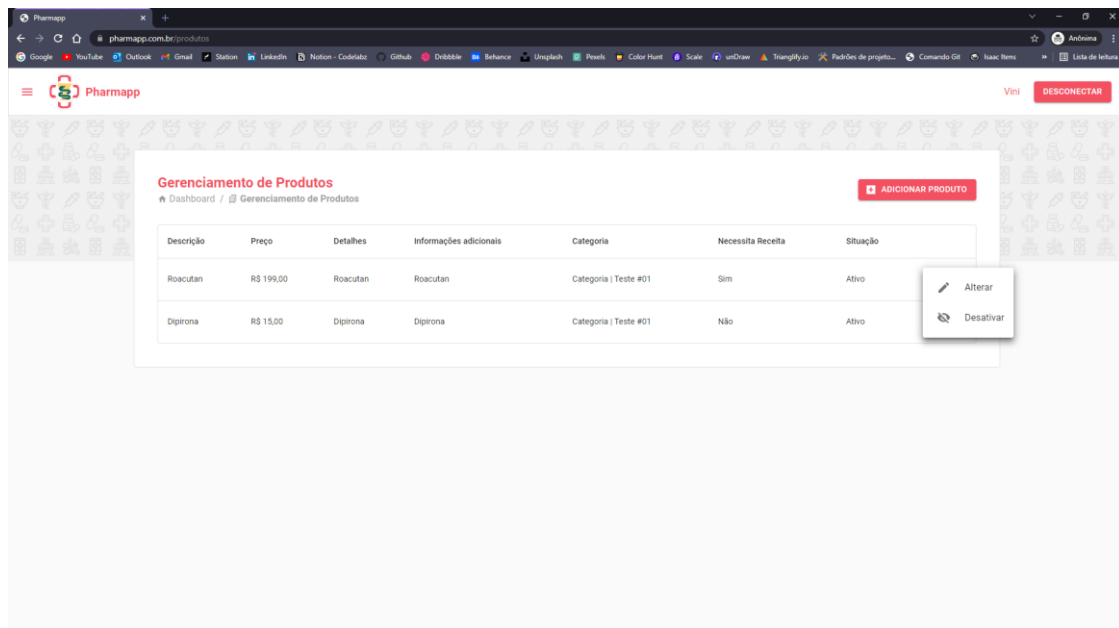 Pharmapp
pharmapp.com.br/produtos
Anônima
Google YouTube Outlook Gmail Station LinkedIn Notion - Codelabz Github Dribbble Behance Unsplash Pexels Color Hunt Scale unDraw Trianglify.io Padrões de projeto... Comando Git Isaac Items » Lista de leitura
Pharmapp Vini DESCONECTAR
Gerenciamento de Produtos
ADICIONAR PRODUTO
Dashboard / Gerenciamento de Produtos
Descrição Preço Detalhes Informações adicionais Categoria Necessita Receita Situação
Roacutan R$ 199,00 Roacutan Roacutan Categoria | Teste #01 Sim Ativo
Alterar
Desativar
Dipirona R$ 15,00 Dipirona Dipirona Categoria | Teste #01 Não Ativo